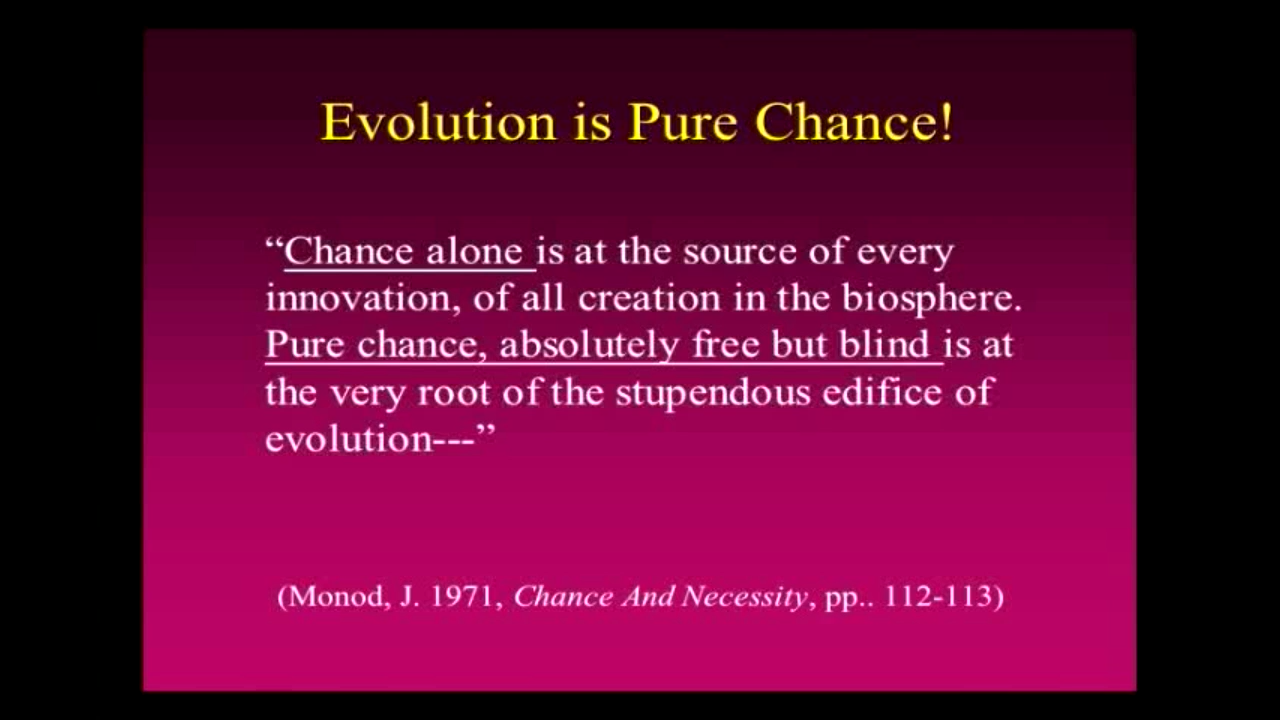 Evolution is Pure Chance!
“Chance alone is at the source of every
innovation, of all creation in the biosphere.
Pure chance, absolutely free but blind is at
the very root of the stupendous edifice of
evolution---”
(Monod, J. 1971, Chance And Necessity, pp.. 112-113)